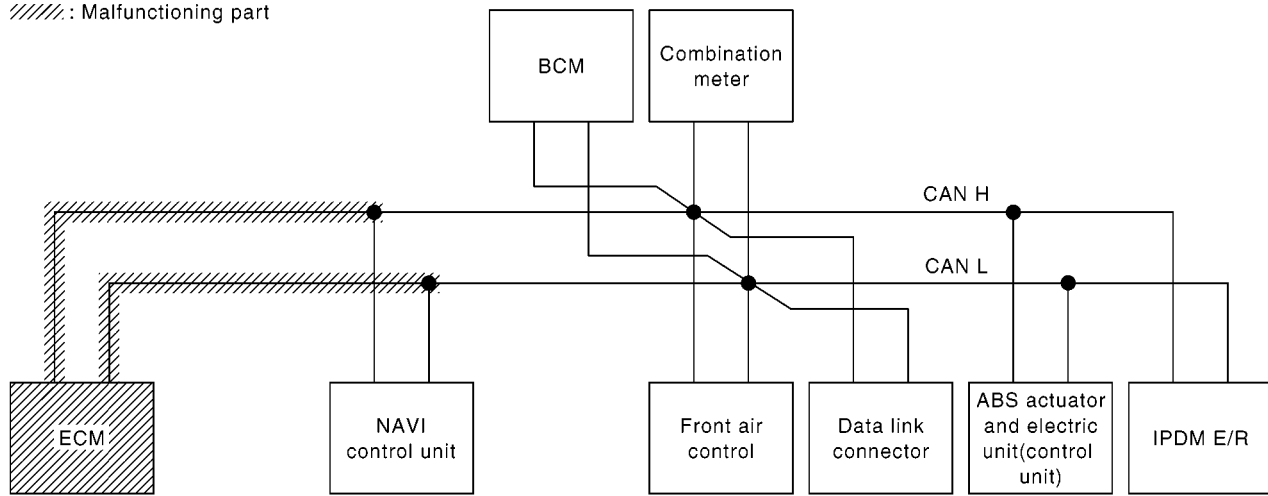 : Malfunctioning part
BCM
Combination
meter
CAN H
CAN L
ECM
NAVI
control unit
Front air
control
Data link
connector
ABS actuator
and electric
unit(control
unit)
IPDM E/R